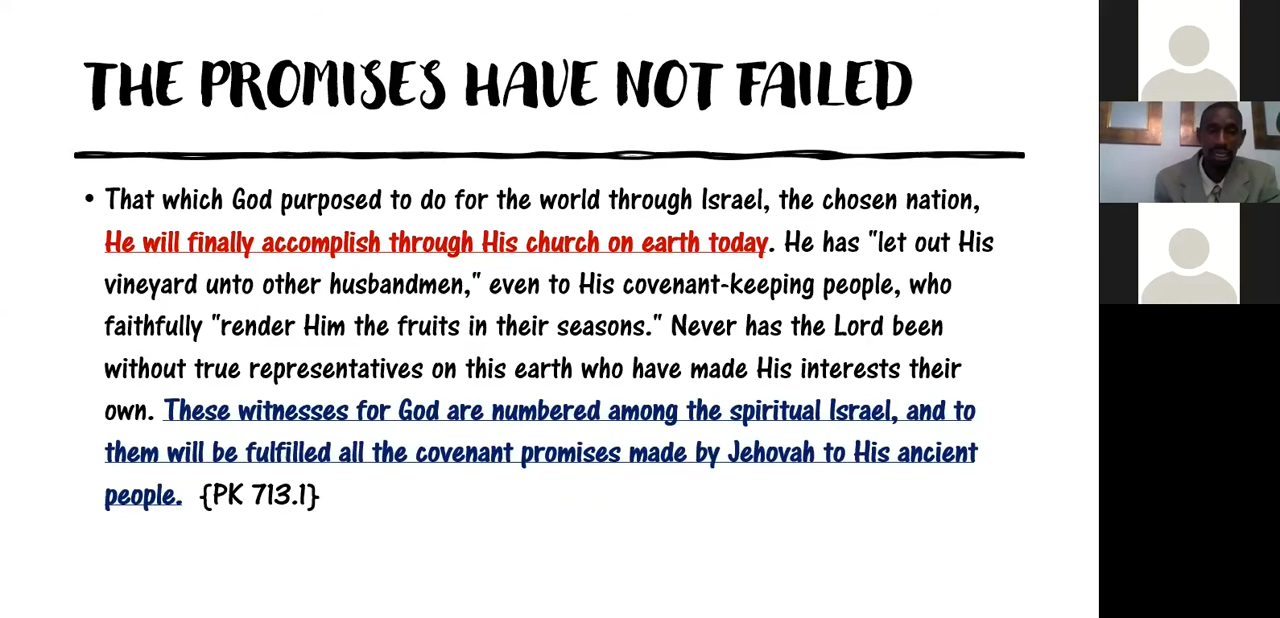 THE PROMISES HAVE NOT FAILED
• That which God purposed to do for the world through Israel, the chosen nation,
He will finally accomplish through His church on earth today. He has "let out His
vineyard unto other husbandmen," even to His covenant-keeping people, who
faithfully "render Him the fruits in their seasons." Never has the Lord been
without true representatives on this earth who have made His interests their
own. These witnesses for God are numbered among the spiritual Israel, and to
them will be fulfilled all the covenant promises made by Jehovah to His ancient
people. {PK 713.1}